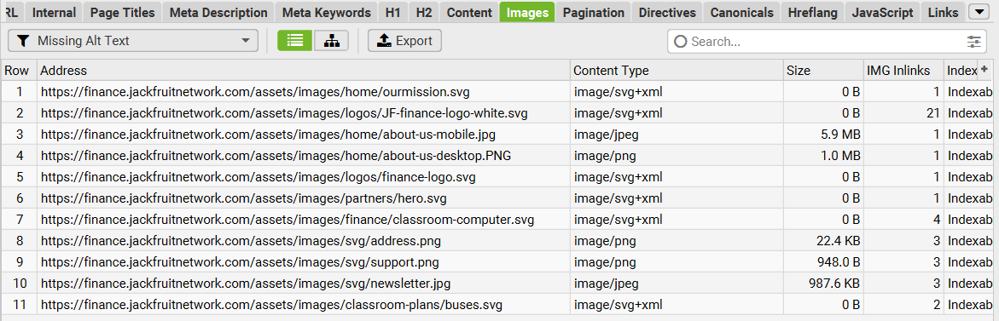 RL Internal Page Titles Meta Description Meta Keywords H1 H2 Content Images Pagination Directives Canonicals Hreflang JavaScript Links
Missing Alt Text Export Search...
Row Address Content Type Size IMG Inlinks Index +
1 https://finance.jackfruitnetwork.com/assets/images/home/ourmission.svg image/svg+xml 0 B 1 Indexab
2 https://finance.jackfruitnetwork.com/assets/images/logos/JF-finance-logo-white.svg image/svg+xml 0 B 21 Indexab
3 https://finance.jackfruitnetwork.com/assets/images/home/about-us-mobile.jpg image/jpeg 5.9 MB 1 Indexab
4 https://finance.jackfruitnetwork.com/assets/images/home/about-us-desktop.PNG image/png 1.0 MB 1 Indexab
5 https://finance.jackfruitnetwork.com/assets/images/logos/finance-logo.svg image/svg+xml 0 B 1 Indexab
6 https://finance.jackfruitnetwork.com/assets/images/partners/hero.svg image/svg+xml 0 B 1 Indexab
7 https://finance.jackfruitnetwork.com/assets/images/finance/classroom-computer.svg image/svg+xml 0 B 4 Indexab
8 https://finance.jackfruitnetwork.com/assets/images/svg/address.png image/png 22.4 KB 3 Indexab
9 https://finance.jackfruitnetwork.com/assets/images/svg/support.png image/png 948.0 B 3 Indexab
10 https://finance.jackfruitnetwork.com/assets/images/svg/newsletter.jpg image/jpeg 987.6 KB 3 Indexab
11 https://finance.jackfruitnetwork.com/assets/images/classroom-plans/buses.svg image/svg+xml 0 B 2 Indexab